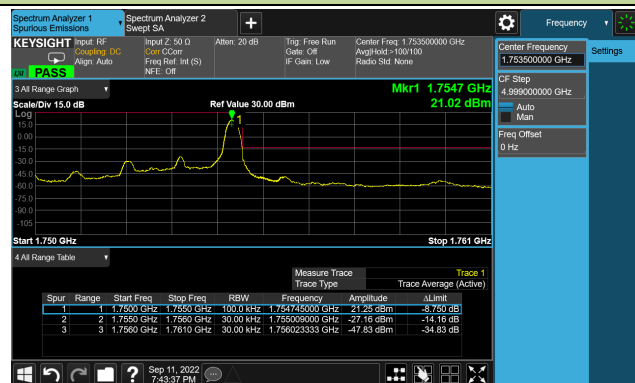 Spectrum Analyzer 1
Spurious Emissions
Spectrum Analyzer 2
Swept SA
Frequency
KEYSIGHT
Input: RF
Coupling: DC
Align: Auto
Input Z: 50 Ω
Corr CCorr
Freq Ref: Int (S)
NFE: Off
Atten: 20 dB
Trig: Free Run
Gate: Off
IF Gain: Low
Center Freq: 1.753500000 GHz
Avg|Hold:>100/100
Radio Std: None
PASS
Center Frequency
1.753500000 GHz
Settings
CF Step
4.999000000 GHz
Auto
Man
Freq Offset
0 Hz
3 All Range Graph
Mkr1 1.7547 GHz
21.02 dBm
Scale/Div 15.0 dB
Ref Value 30.00 dBm
Log
15.0
0.00
-15.0
-30.0
-45.0
-60.0
-75.0
-90.0
-105
1
Start 1.750 GHz
Stop 1.761 GHz
4 All Range Table
Measure Trace Trace 1
Trace Type Trace Average (Active)
Spur Range Start Freq Stop Freq RBW Frequency Amplitude ΔLimit
1 1 1.7500 GHz 1.7550 GHz 100.0 kHz 1.754745000 GHz 21.25 dBm -8.750 dB
2 2 1.7550 GHz 1.7560 GHz 30.00 kHz 1.755009000 GHz -27.16 dBm -14.16 dB
3 3 1.7560 GHz 1.7610 GHz 30.00 kHz 1.756023333 GHz -47.83 dBm -34.83 dB
Sep 11, 2022
7:43:37 PM